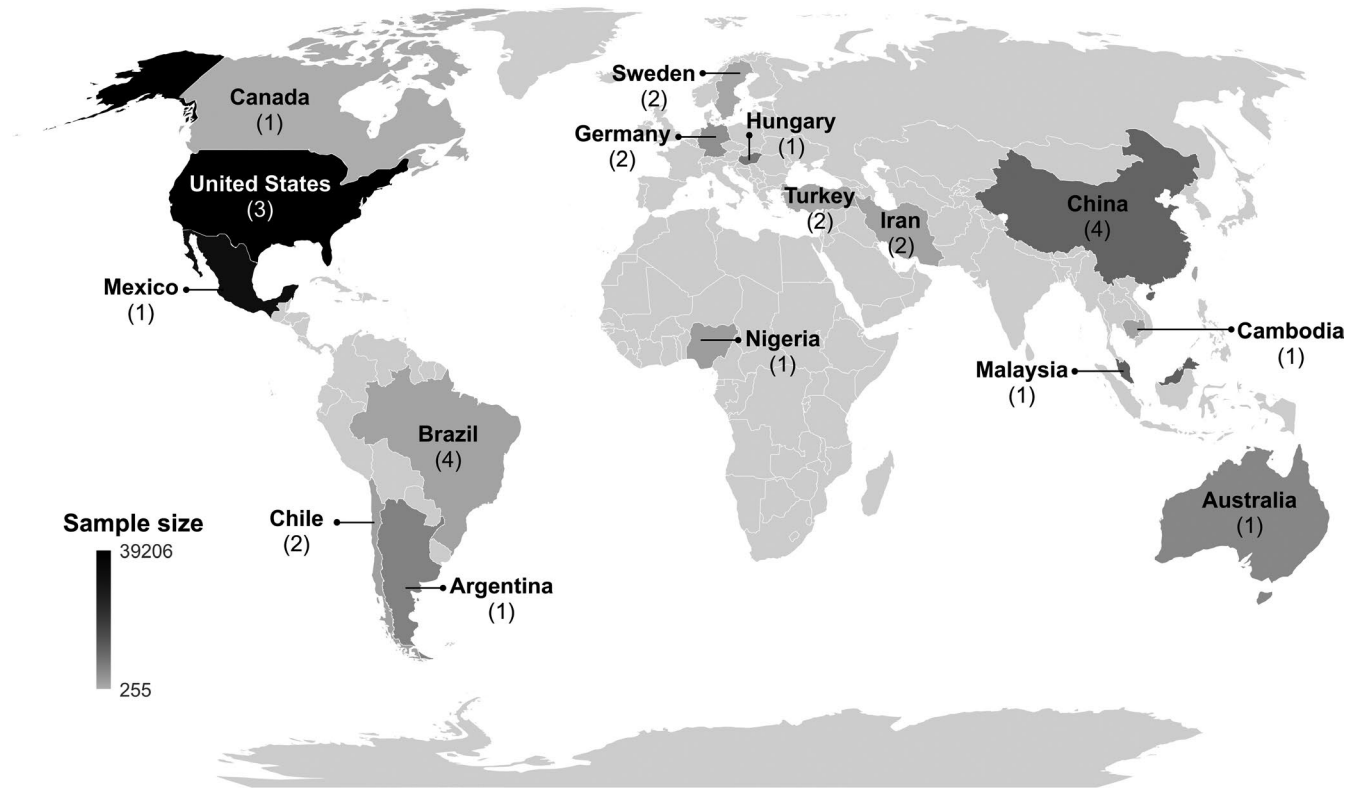 Sweden
(2)
Canada
(1)
Hungary
(1)
Germany
(2)
United States
(3)
Turkey
(2)
China
(4)
Iran
(2)
Mexico
(1)
Cambodia
(1)
Nigeria
(1)
Malaysia
(1)
Brazil
(4)
Australia
(1)
Chile
(2)
Sample size
39206
255
Argentina
(1)